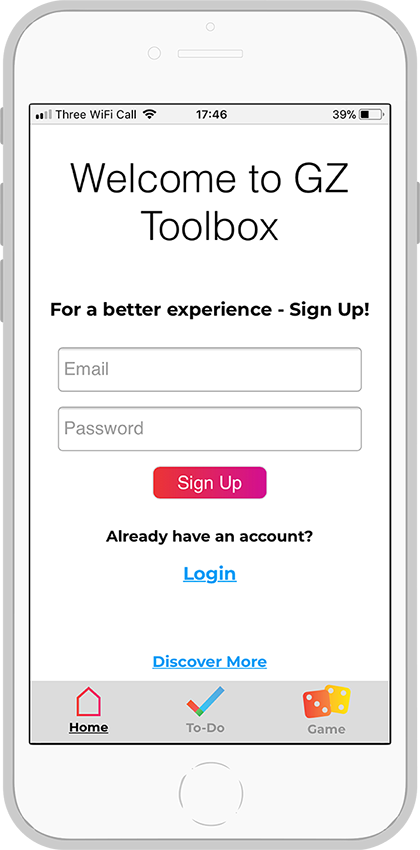 Three WiFi Call 17:46 39%
Welcome to GZ
Toolbox
For a better experience - Sign Up!
Email
Password
Sign Up
Already have an account?
Login
Discover More
Home To-Do Game